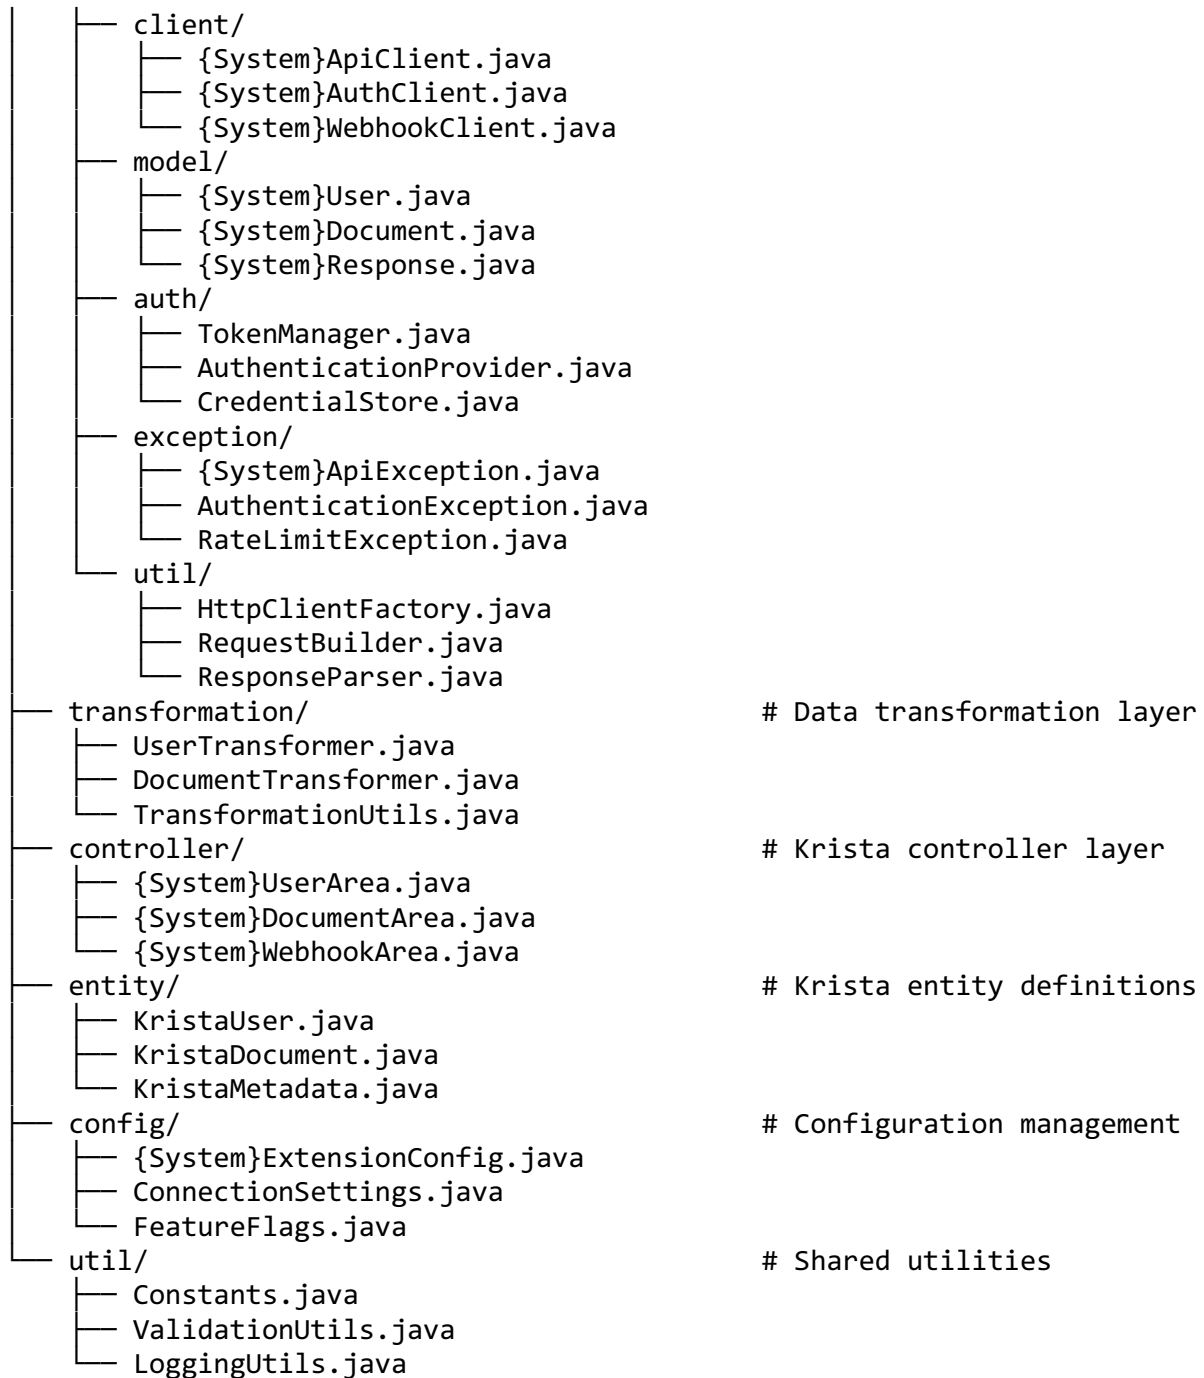 │   ├── client/
│   │   ├── {System}ApiClient.java
│   │   ├── {System}AuthClient.java
│   │   └── {System}WebhookClient.java
│   ├── model/
│   │   ├── {System}User.java
│   │   ├── {System}Document.java
│   │   └── {System}Response.java
│   ├── auth/
│   │   ├── TokenManager.java
│   │   ├── AuthenticationProvider.java
│   │   └── CredentialStore.java
│   ├── exception/
│   │   ├── {System}ApiException.java
│   │   ├── AuthenticationException.java
│   │   └── RateLimitException.java
│   └── util/
│       ├── HttpClientFactory.java
│       ├── RequestBuilder.java
│       └── ResponseParser.java
├── transformation/                            # Data transformation layer
│   ├── UserTransformer.java
│   ├── DocumentTransformer.java
│   └── TransformationUtils.java
├── controller/                                # Krista controller layer
│   ├── {System}UserArea.java
│   ├── {System}DocumentArea.java
│   └── {System}WebhookArea.java
├── entity/                                    # Krista entity definitions
│   ├── KristaUser.java
│   ├── KristaDocument.java
│   └── KristaMetadata.java
├── config/                                    # Configuration management
│   ├── {System}ExtensionConfig.java
│   ├── ConnectionSettings.java
│   └── FeatureFlags.java
└── util/                                      # Shared utilities
    ├── Constants.java
    ├── ValidationUtils.java
    └── LoggingUtils.java